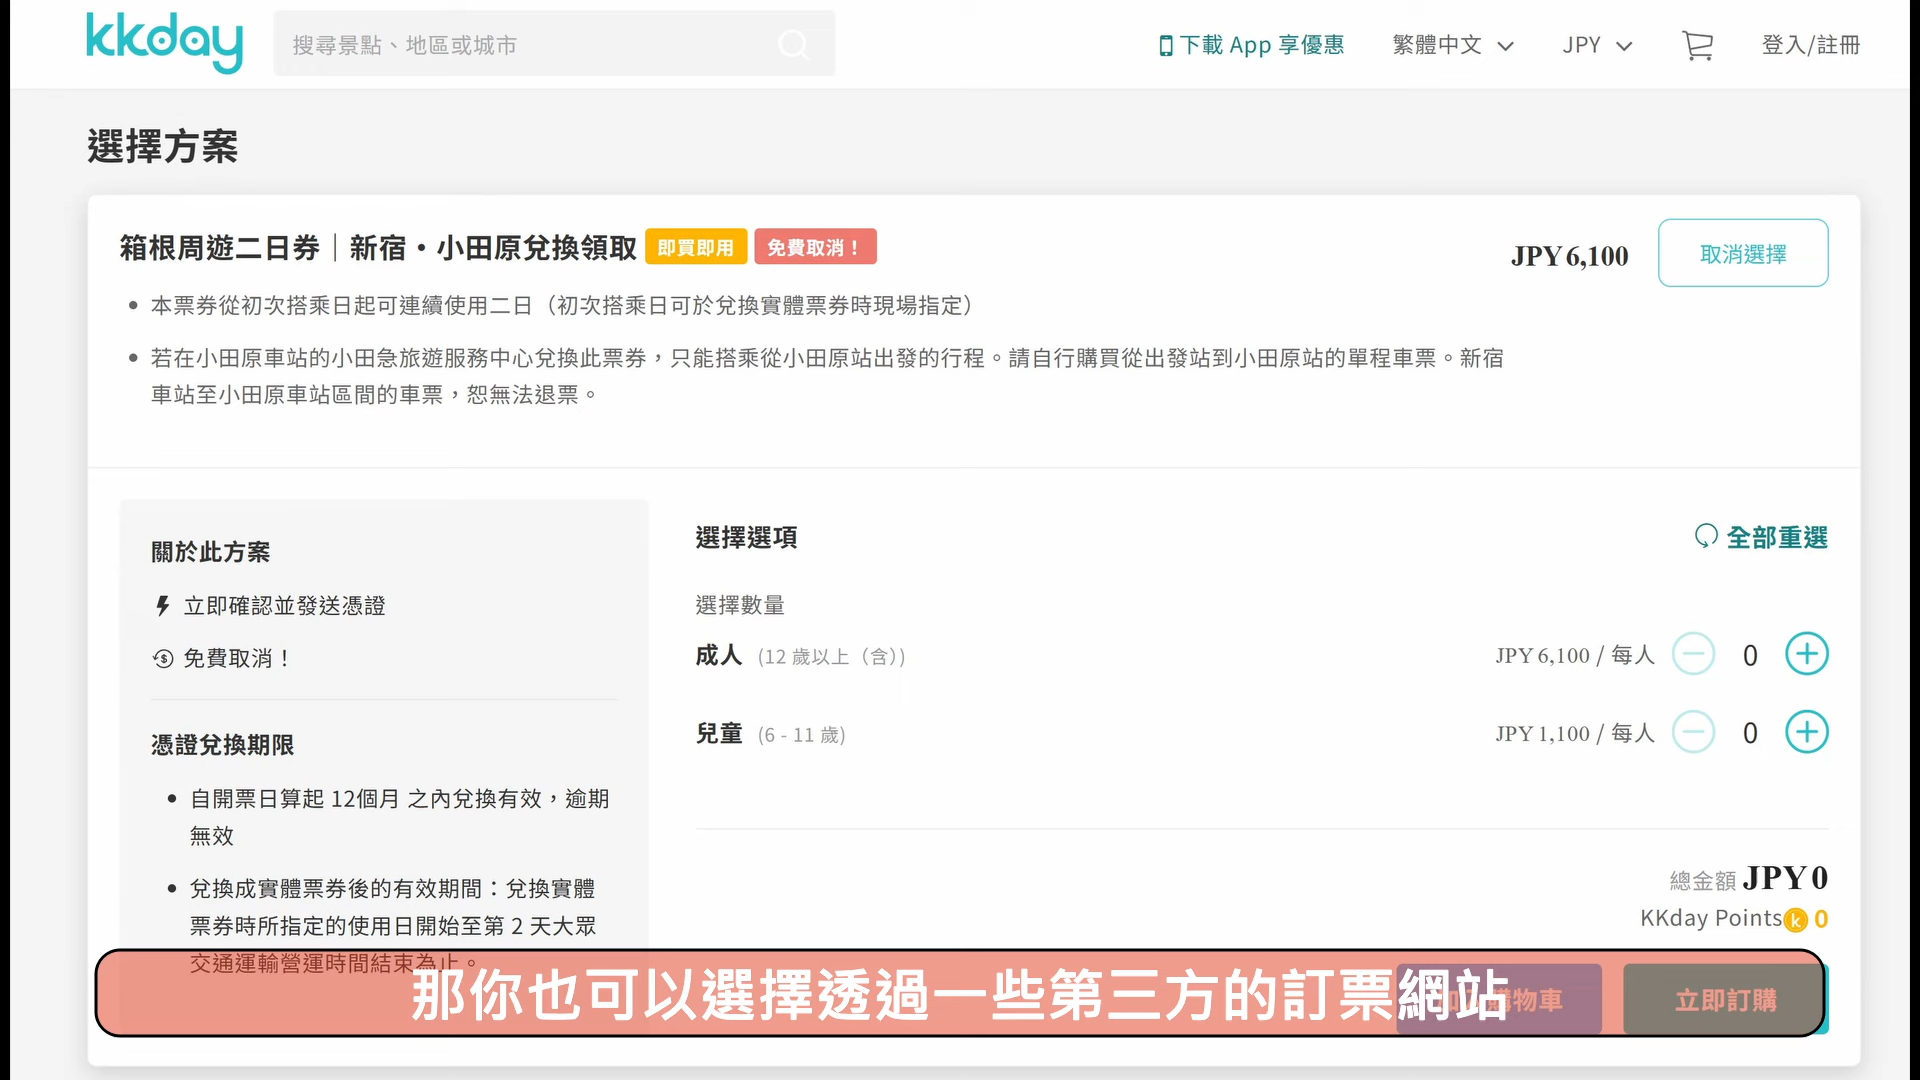 kkday
搜尋景點、地區或城市
下載 App 享優惠
繁體中文
JPY
登入/註冊
選擇方案
箱根周遊二日券｜新宿・小田原兌換領取
即買即用
免費取消！
JPY 6,100
取消選擇
本票券從初次搭乘日起可連續使用二日（初次搭乘日可於兌換實體票券時現場指定）
若在小田原車站的小田急旅遊服務中心兌換此票券，只能搭乘從小田原站出發的行程。請自行購買從出發站到小田原站的單程車票。新宿
車站至小田原車站區間的車票，恕無法退票。
關於此方案
立即確認並發送憑證
免費取消！
憑證兌換期限
自開票日算起 12個月 之內兌換有效，逾期
無效
兌換成實體票券後的有效期間：兌換實體
票券時所指定的使用日開始至第 2 天大眾
交通運輸營運時間結束為止。
選擇選項
全部重選
選擇數量
成人 (12 歲以上（含）)
JPY 6,100 / 每人
0
兒童 (6 - 11 歲)
JPY 1,100 / 每人
0
總金額 JPY 0
KKday Points k 0
購物車
立即訂購
那你也可以選擇透過一些第三方的訂票網站